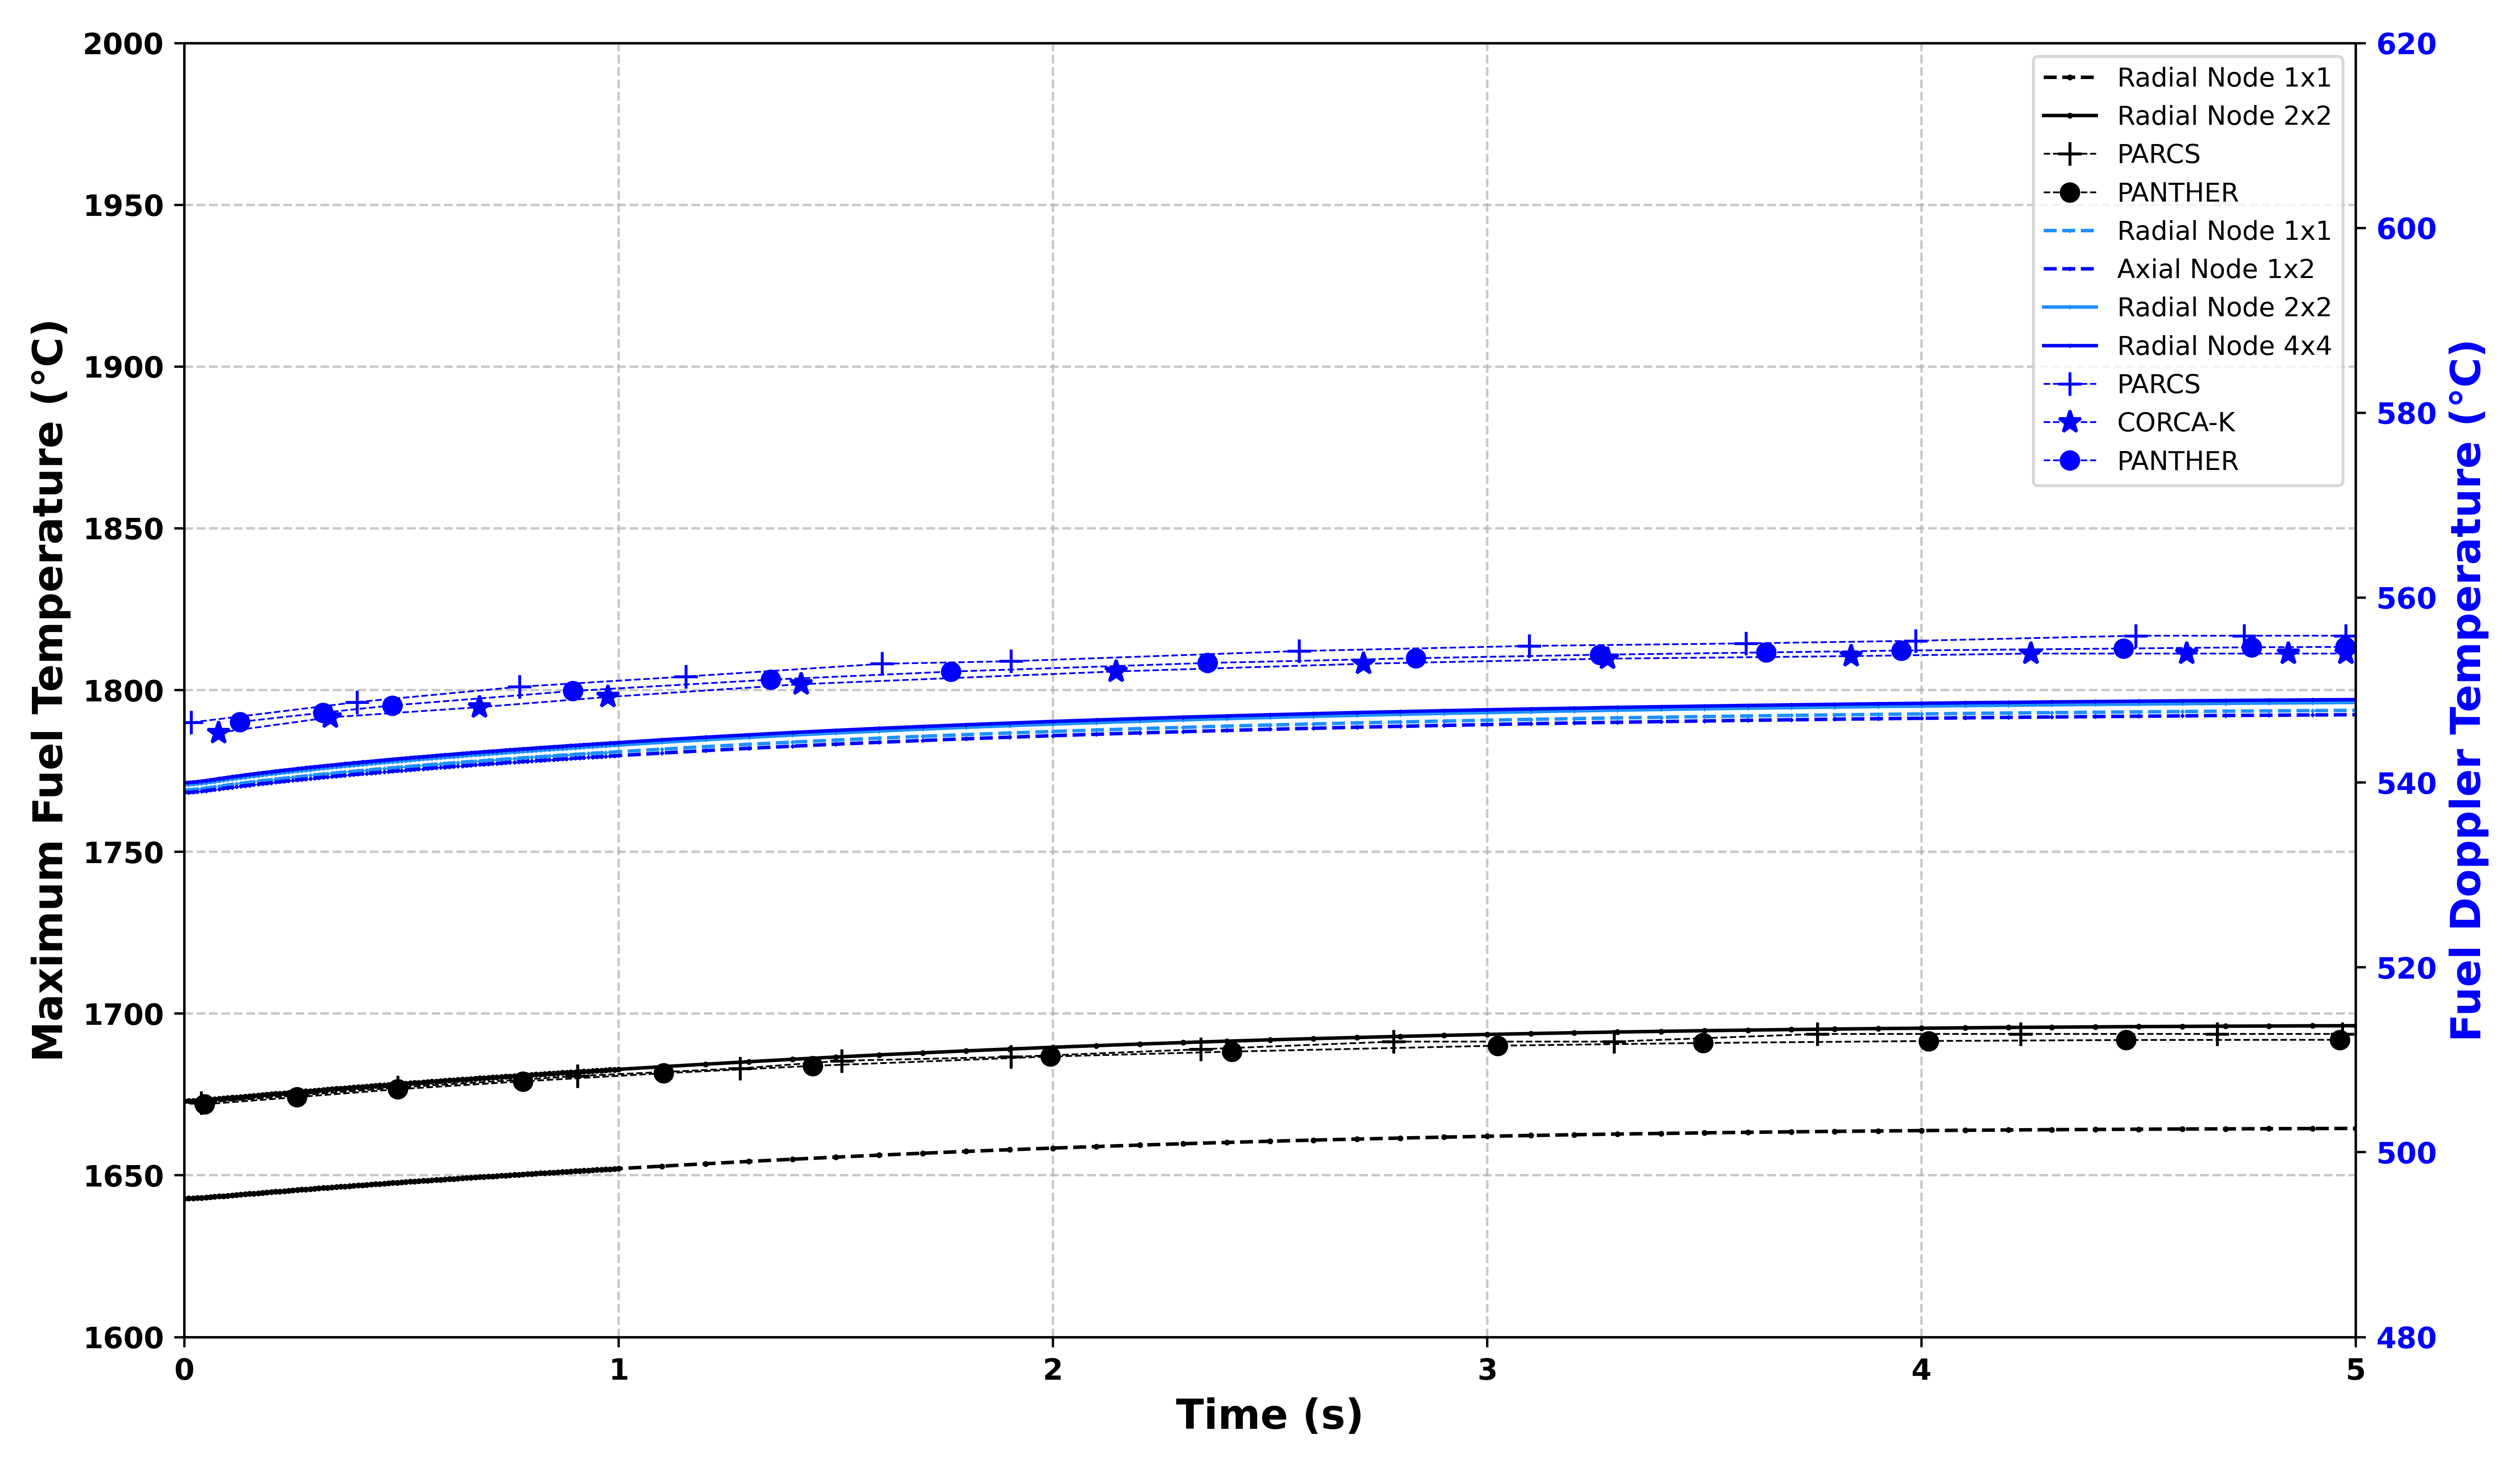 2000
1950
1900
1850
1800
1750
1700
1650
1600
Maximum Fuel Temperature (°C)
620
600
580
560
540
520
500
480
Fuel Doppler Temperature (°C)
0 1 2 3 4 5
Time (s)
Radial Node 1x1
Radial Node 2x2
PARCS
PANTHER
Radial Node 1x1
Axial Node 1x2
Radial Node 2x2
Radial Node 4x4
PARCS
CORCA-K
PANTHER